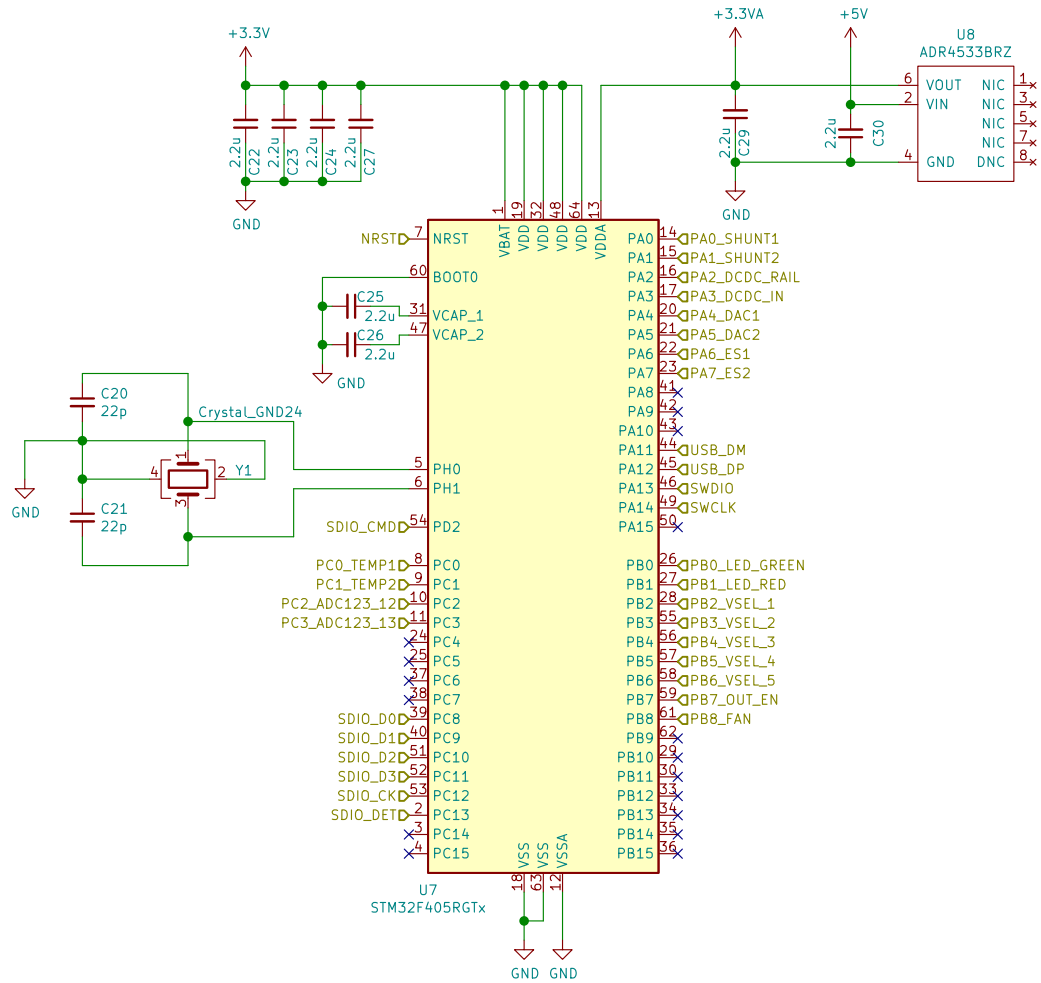 +3.3V
+3.3VA
+5V
U8
ADR4533BRZ
6 VOUT NIC 1
2 VIN NIC 3
NIC 5
NIC 7
4 GND DNC 8
2.2u C22
2.2u C23
2.2u C24
2.2u C27
2.2u C29
2.2u C30
GND
GND
1 VBAT
19 VDD
32 VDD
48 VDD
64 VDD
13 VDDA
NRST 7 NRST
60 BOOT0
C25
2.2u
31 VCAP_1
C26
2.2u
47 VCAP_2
GND
C20
22p
Crystal_GND24
1
4 2 Y1
3
GND
C21
22p
5 PH0
6 PH1
SDIO_CMD 54 PD2
PC0_TEMP1 8 PC0
PC1_TEMP2 9 PC1
PC2_ADC123_12 10 PC2
PC3_ADC123_13 11 PC3
24 PC4
25 PC5
37 PC6
38 PC7
SDIO_D0 39 PC8
SDIO_D1 40 PC9
SDIO_D2 51 PC10
SDIO_D3 52 PC11
SDIO_CK 53 PC12
SDIO_DET 2 PC13
3 PC14
4 PC15
PA0 14 PA0_SHUNT1
PA1 15 PA1_SHUNT2
PA2 16 PA2_DCDC_RAIL
PA3 17 PA3_DCDC_IN
PA4 20 PA4_DAC1
PA5 21 PA5_DAC2
PA6 22 PA6_ES1
PA7 23 PA7_ES2
PA8 41
PA9 42
PA10 43
PA11 44 USB_DM
PA12 45 USB_DP
PA13 46 SWDIO
PA14 49 SWCLK
PA15 50
PB0 26 PB0_LED_GREEN
PB1 27 PB1_LED_RED
PB2 28 PB2_VSEL_1
PB3 55 PB3_VSEL_2
PB4 56 PB4_VSEL_3
PB5 57 PB5_VSEL_4
PB6 58 PB6_VSEL_5
PB7 59 PB7_OUT_EN
PB8 61 PB8_FAN
PB9 62
PB10 29
PB11 30
PB12 33
PB13 34
PB14 35
PB15 36
18 VSS
63 VSS
12 VSSA
U7
STM32F405RGTx
GND
GND